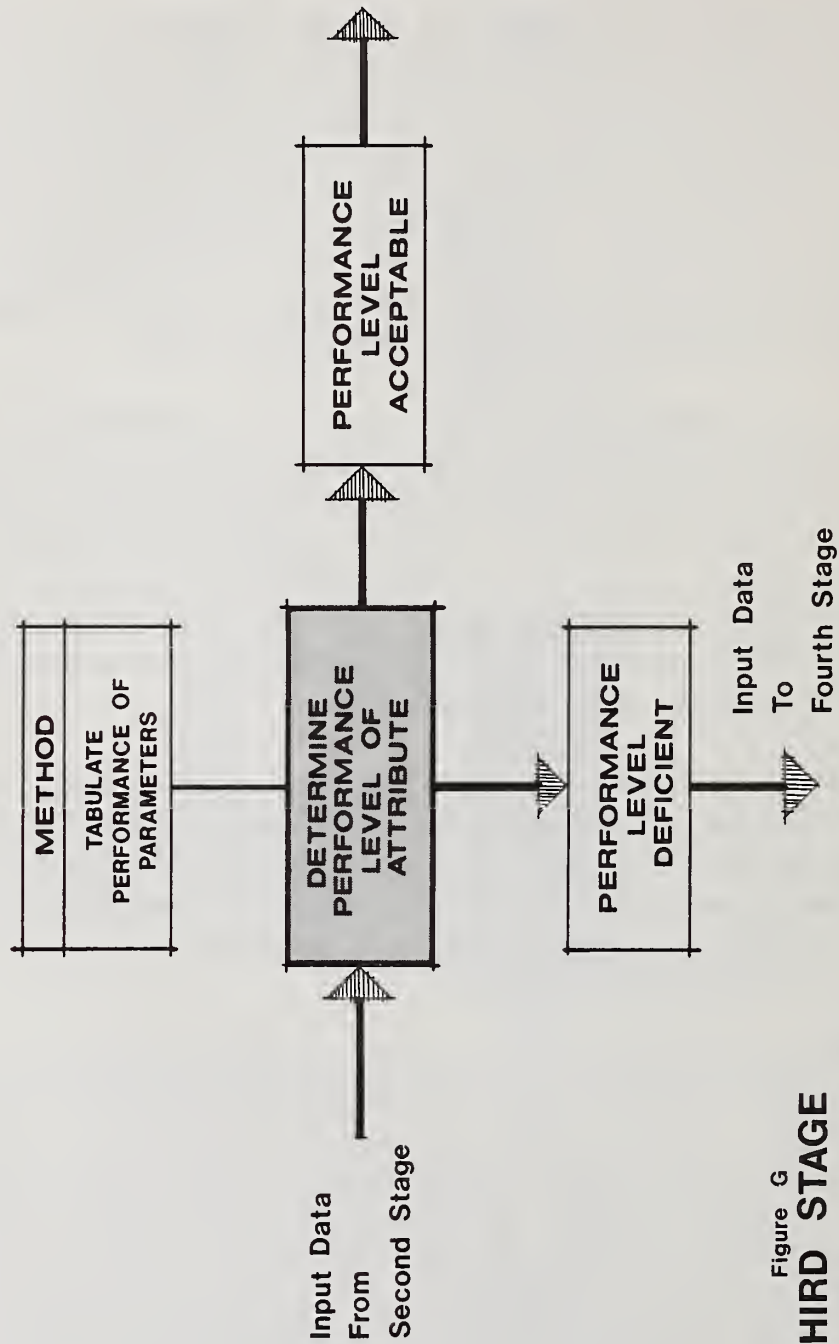 METHOD
TABULATE
PERFORMANCE OF
PARAMETERS
Input Data
From
Second Stage
DETERMINE
PERFORMANCE
LEVEL OF
ATTRIBUTE
PERFORMANCE
LEVEL
ACCEPTABLE
PERFORMANCE
LEVEL
DEFICIENT
Input Data
To
Fourth Stage
Figure G
HIRD STAGE